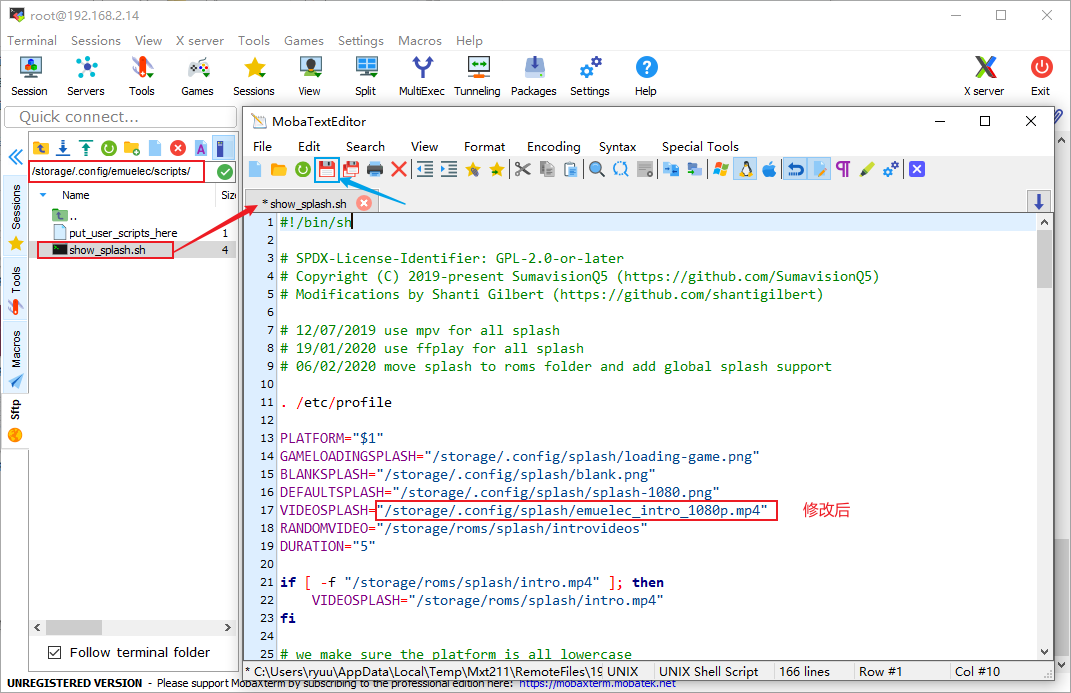 root@192.168.2.14
Terminal Sessions View X server Tools Games Settings Macros Help
Session Servers Tools Games Sessions View Split MultiExec Tunneling Packages Settings Help X server Exit
Quick connect...
/storage/.config/emuelec/scripts/
Name Siz
..
put_user_scripts_here 1
show_splash.sh 4
Sessions
Tools
Macros
Sftp
Follow terminal folder
MobaTextEditor
File Edit Search View Format Encoding Syntax Special Tools
* show_splash.sh
1 #!/bin/sh
2
3 # SPDX-License-Identifier: GPL-2.0-or-later
4 # Copyright (C) 2019-present SumavisionQ5 (https://github.com/SumavisionQ5)
5 # Modifications by Shanti Gilbert (https://github.com/shantigilbert)
6
7 # 12/07/2019 use mpv for all splash
8 # 19/01/2020 use ffplay for all splash
9 # 06/02/2020 move splash to roms folder and add global splash support
10
11 . /etc/profile
12
13 PLATFORM="$1"
14 GAMELOADINGSPLASH="/storage/.config/splash/loading-game.png"
15 BLANKSPLASH="/storage/.config/splash/blank.png"
16 DEFAULTSPLASH="/storage/.config/splash/splash-1080.png"
17 VIDEOSPLASH="/storage/.config/splash/emuelec_intro_1080p.mp4" 修改后
18 RANDOMVIDEO="/storage/roms/splash/introvideos"
19 DURATION="5"
20
21 if [ -f "/storage/roms/splash/intro.mp4" ]; then
22 VIDEOSPLASH="/storage/roms/splash/intro.mp4"
23 fi
24
25 # we make sure the platform is all lowercase
* C:\Users\ryuu\AppData\Local\Temp\Mxt211\RemoteFiles\19 UNIX UNIX Shell Script 166 lines Row #1 Col #10
UNREGISTERED VERSION - Please support MobaXterm by subscribing to the professional edition here: https://mobaxterm.mobatek.net